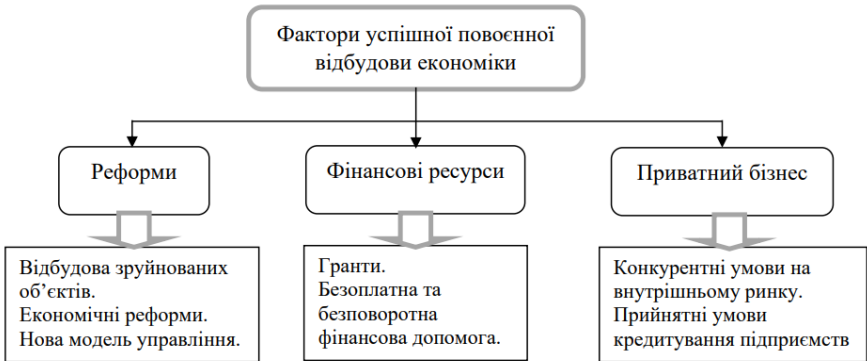 Фактори успішної повоєнної
відбудови економіки
Реформи
Фінансові ресурси
Приватний бізнес
Відбудова зруйнованих
об’єктів.
Економічні реформи.
Нова модель управління.
Гранти.
Безоплатна та
безповоротна
фінансова допомога.
Конкурентні умови на
внутрішньому ринку.
Прийнятні умови
кредитування підприємств